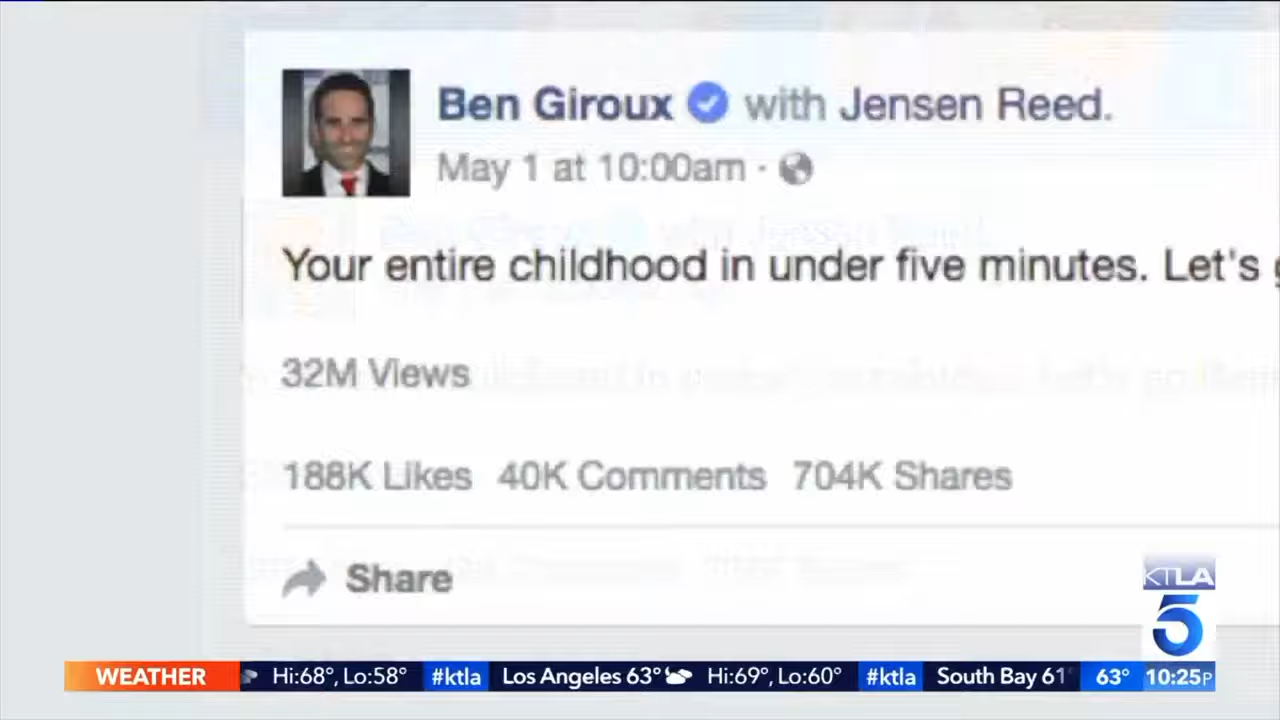 Ben Giroux with Jensen Reed.
May 1 at 10:00am ·
Your entire childhood in under five minutes. Let's
32M Views
188K Likes 40K Comments 704K Shares
Share
KTLA
5
WEATHER Hi:68°, Lo:58° #ktla Los Angeles 63° Hi:69°, Lo:60° #ktla South Bay 61° 63° 10:25P